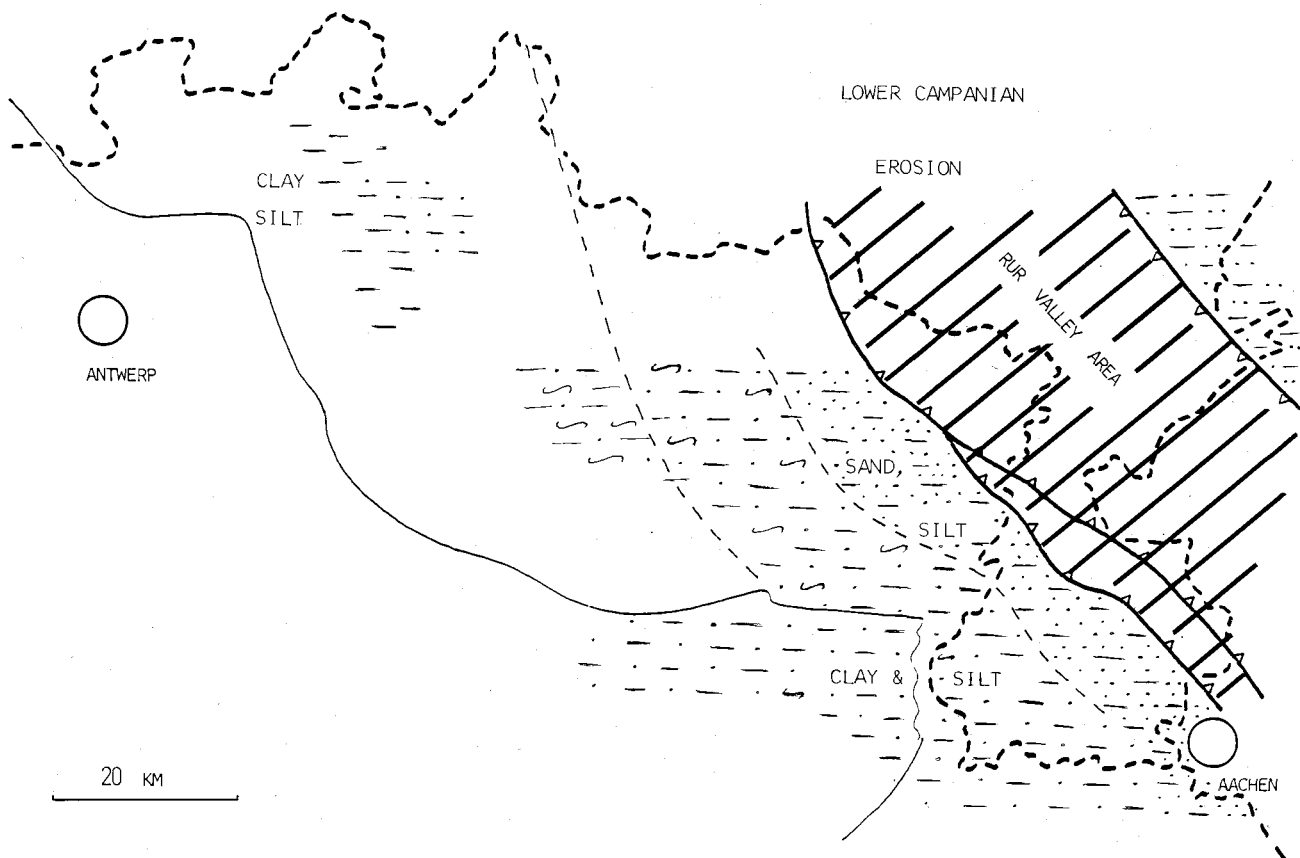 LOWER CAMPANIAN
EROSION
CLAY
SILT
RUR VALLEY AREA
ANTWERP
SAND,
SILT
CLAY & SILT
20 KM
AACHEN